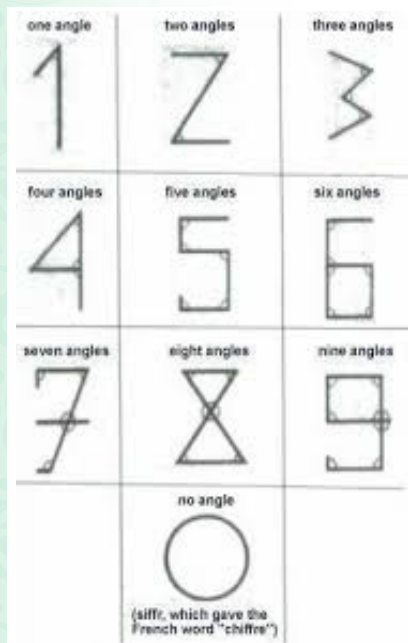 one angle two angles three angles
four angles five angles six angles
seven angles eight angles nine angles
no angle
(siffr, which gave the
French word "chiffre")